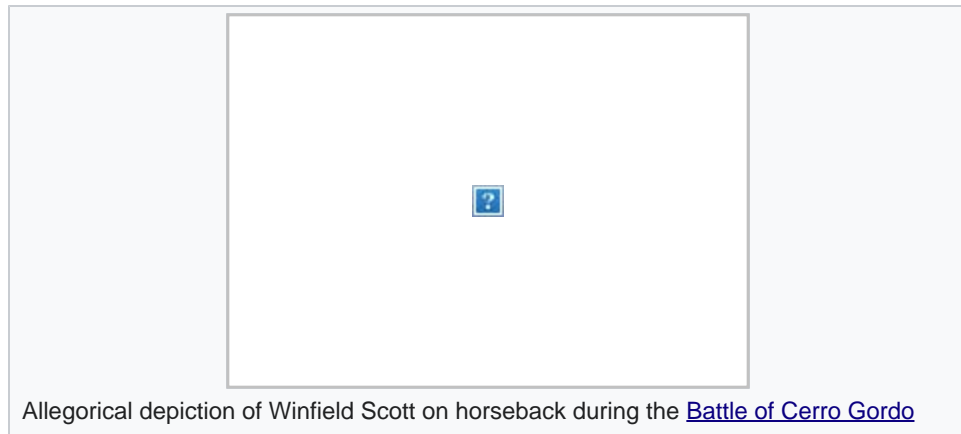 Allegorical depiction of Winfield Scott on horseback during the Battle of Cerro Gordo